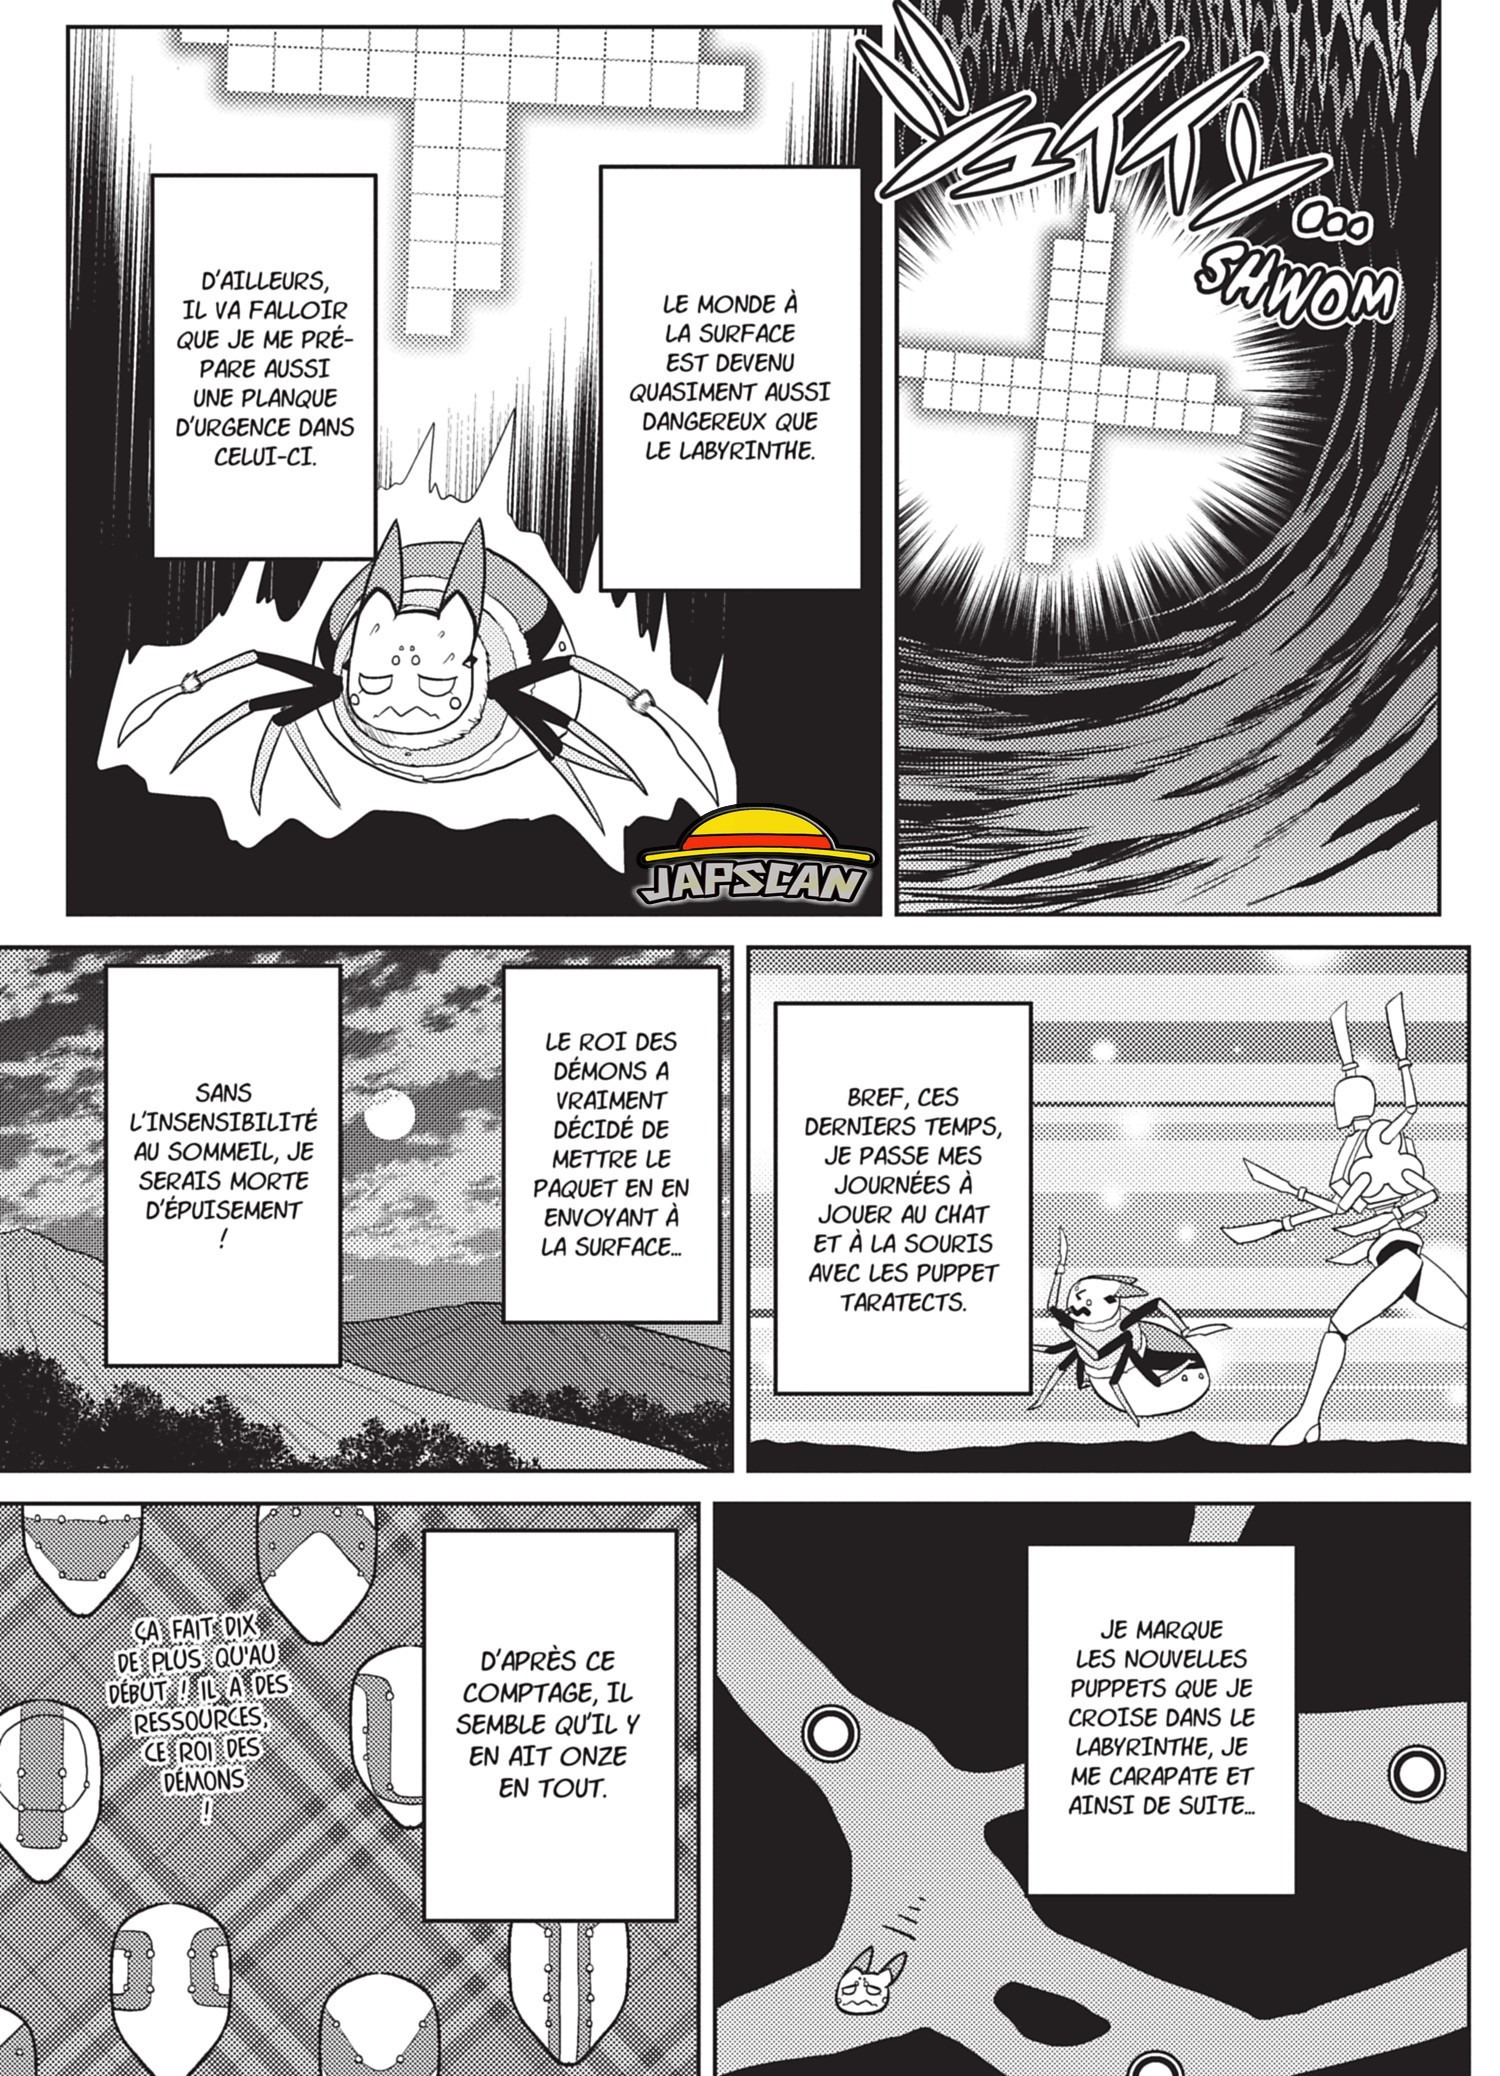 ジュイイン...
SHWOM
LE MONDE À
LA SURFACE
EST DEVENU
QUASIMENT AUSSI
DANGEREUX QUE
LE LABYRINTHE.
D'AILLEURS,
IL VA FALLOIR
QUE JE ME PRÉ-
PARE AUSSI
UNE PLANQUE
D'URGENCE DANS
CELUI-CI.
JAPSCAN
BREF, CES
DERNIERS TEMPS,
JE PASSE MES
JOURNÉES À
JOUER AU CHAT
ET À LA SOURIS
AVEC LES PUPPET
TARATECTS.
LE ROI DES
DÉMONS A
VRAIMENT
DÉCIDÉ DE
METTRE LE
PAQUET EN EN
ENVOYANT À
LA SURFACE...
SANS
L'INSENSIBILITÉ
AU SOMMEIL, JE
SERAIS MORTE
D'ÉPUISEMENT
!
JE MARQUE
LES NOUVELLES
PUPPETS QUE JE
CROISE DANS LE
LABYRINTHE, JE
ME CARAPATE ET
AINSI DE SUITE...
D'APRÈS CE
COMPTAGE, IL
SEMBLE QU'IL Y
EN AIT ONZE
EN TOUT.
ÇA FAIT DIX
DE PLUS QU'AU
DÉBUT ! IL A DES
RESSOURCES,
CE ROI DES
DÉMONS
!